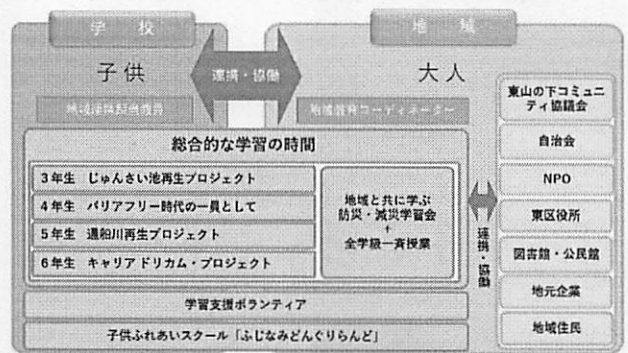 学校
地域
子供
連携・協働
大人
地域連携担当教員
地域教育コーディネーター
総合的な学習の時間
3年生 じゅんさい池再生プロジェクト
4年生 バリアフリー時代の一員として
5年生 通船川再生プロジェクト
6年生 キャリアドリカム・プロジェクト
地域と共に学ぶ
防災・減災学習会
+
全学級一斉授業
学習支援ボランティア
子供ふれあいスクール「ふじなみどんぐりらんど」
連携・協働
東山の下コミュニ
ティ協議会
自治会
NPO
東区役所
図書館・公民館
地元企業
地域住民